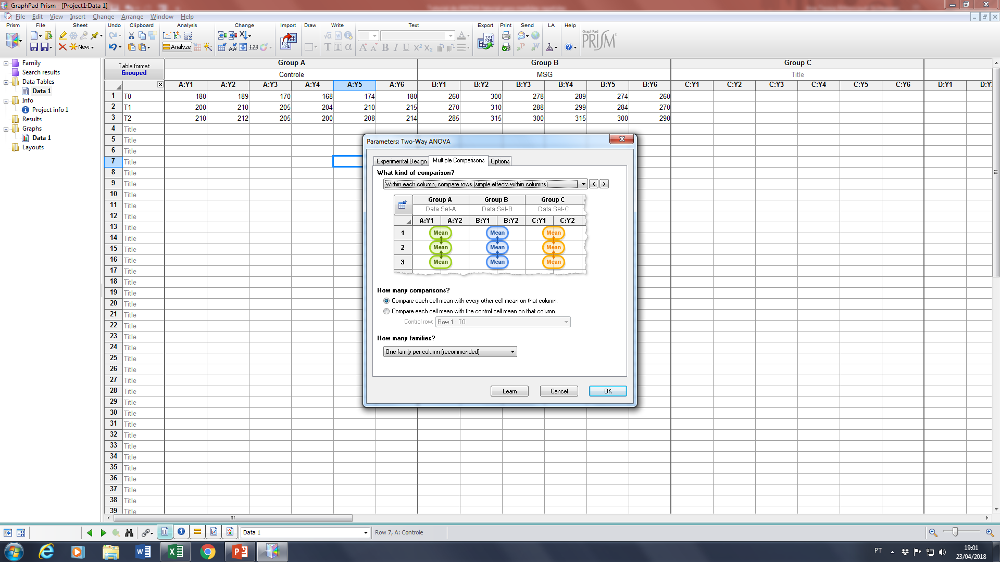 GraphPad Prism - [Project1:Data 1]
File Edit View Insert Change Arrange Window Help
Prism File Sheet Undo Clipboard Analysis Change Import Draw Write Text Export Print Send LA Help
New Analyze GraphPad PRISM
Family
Search results
Data Tables
Data 1
Info
Project info 1
Results
Graphs
Data 1
Layouts
Table format: Group A Group B Group C
Grouped Controle MSG Title
A:Y1 A:Y2 A:Y3 A:Y4 A:Y5 A:Y6 B:Y1 B:Y2 B:Y3 B:Y4 B:Y5 B:Y6 C:Y1 C:Y2 C:Y3 C:Y4 C:Y5 C:Y6 D:Y1 D:Y
1 T0 180 189 170 168 174 180 260 300 278 289 274 260
2 T1 200 210 205 204 210 215 270 310 288 299 284 270
3 T2 210 212 205 200 208 214 285 315 300 315 300 290
4 Title
5 Title
6 Title
7 Title
8 Title
9 Title
10 Title
11 Title
12 Title
13 Title
14 Title
15 Title
16 Title
17 Title
18 Title
19 Title
20 Title
21 Title
22 Title
23 Title
24 Title
25 Title
26 Title
27 Title
28 Title
29 Title
30 Title
31 Title
32 Title
33 Title
34 Title
35 Title
36 Title
37 Title
38 Title
39 Title
Parameters: Two-Way ANOVA
Experimental Design Multiple Comparisons Options
What kind of comparison?
Within each column, compare rows (simple effects within columns)
Group A Group B Group C
Data Set-A Data Set-B Data Set-C
A:Y1 A:Y2 B:Y1 B:Y2 C:Y1 C:Y2
1 Mean Mean Mean
2 Mean Mean Mean
3 Mean Mean Mean
How many comparisons?
Compare each cell mean with every other cell mean on that column.
Compare each cell mean with the control cell mean on that column.
Control row: Row 1 : T0
How many families?
One family per column (recommended)
Learn Cancel OK
Data 1 Row 7, A: Controle
PT 19:01
23/04/2018